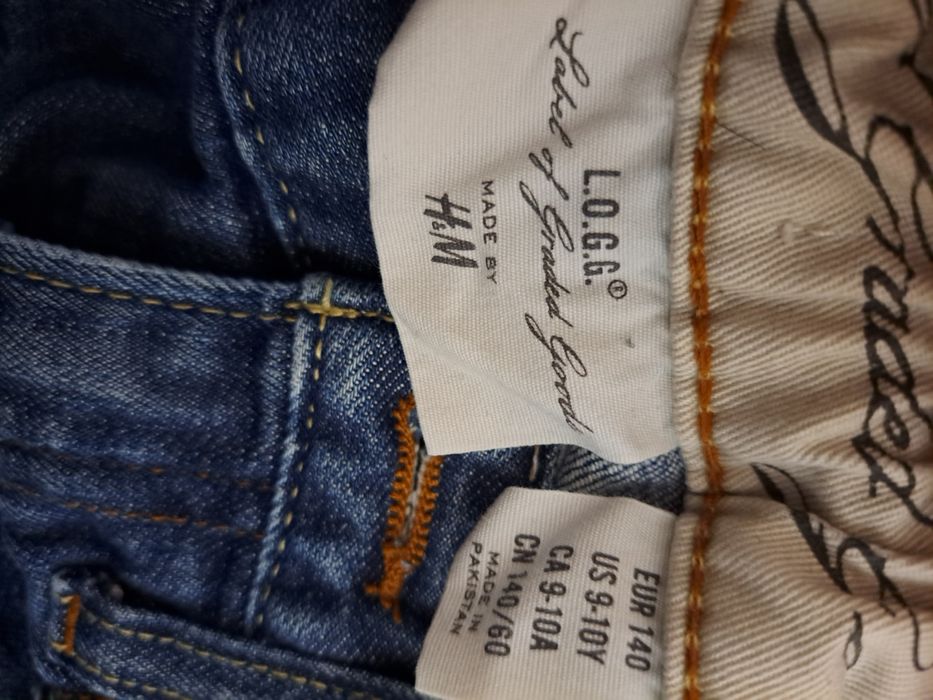 L.O.G.G.®
Label of Graded Goods
MADE BY
H&M
EUR 140
US 9-10Y
CA 9-10A
CN 140/60
MADE IN
PAKISTAN